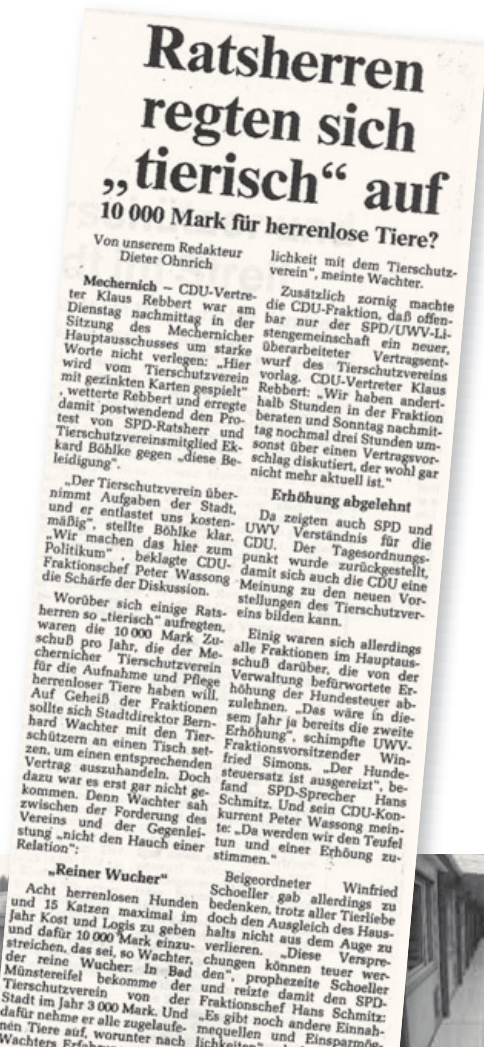 Ratsherren
regten sich
„tierisch“ auf
10 000 Mark für herrenlose Tiere?
Von unserem Redakteur
Dieter Ohnrich
Mechernich – CDU-Vertre-
ter Klaus Rebbert war am
Dienstag nachmittag in der
Sitzung des Mechernicher
Hauptausschusses um starke
Worte nicht verlegen: „Hier
wird vom Tierschutzverein
mit gezinkten Karten gespielt“
, wetterte Rebbert und erregte
damit postwendend den Pro-
test von SPD-Ratsherr und
Tierschutzvereinsmitglied Ek-
kard Böhlke gegen „diese Be-
leidigung“.
„Der Tierschutzverein über-
nimmt Aufgaben der Stadt,
und er entlastet uns kosten-
mäßig“, stellte Böhlke klar.
„Wir machen das hier zum
Politikum“, beklagte CDU-
Fraktionschef Peter Wassong
die Schärfe der Diskussion.
Worüber sich einige Rats-
herren so „tierisch“ aufregten,
waren die 10 000 Mark Zu-
schuß pro Jahr, die der Me-
chernicher Tierschutzverein
für die Aufnahme und Pflege
herrenloser Tiere haben will.
Auf Geheiß der Fraktionen
sollte sich Stadtdirektor Bern-
hard Wachter mit den Tier-
schützern an einen Tisch set-
zen, um einen entsprechenden
Vertrag auszuhandeln. Doch
dazu war es erst gar nicht ge-
kommen. Denn Wachter sah
zwischen der Forderung des
Vereins und der Gegenlei-
stung „nicht den Hauch einer
Relation“:
„Reiner Wucher“
Acht herrenlosen Hunden
und 15 Katzen maximal im
Jahr Kost und Logis zu geben
und dafür 10 000 Mark einzu-
streichen, das sei, so Wachter,
der reine Wucher. In Bad
Münstereifel bekomme der
Tierschutzverein von der
Stadt im Jahr 3 000 Mark. Und
dafür nehme er alle zugelaufe-
nen Tiere auf, worunter nach
Wachters
lichkeit mit dem Tierschutz-
verein“, meinte Wachter.
Zusätzlich zornig machte
die CDU-Fraktion, daß offen-
bar nur der SPD/UWV-Li-
stengemeinschaft ein neuer,
überarbeiteter Vertragsent-
wurf des Tierschutzvereins
vorlag. CDU-Vertreter Klaus
Rebbert: „Wir haben andert-
halb Stunden in der Fraktion
beraten und Sonntag nachmit-
tag nochmal drei Stunden um-
sonst über einen Vertragsvor-
schlag diskutiert, der wohl gar
nicht mehr aktuell ist.“
Erhöhung abgelehnt
Da zeigten auch SPD und
UWV Verständnis für die
CDU. Der Tagesordnungs-
punkt wurde zurückgestellt,
damit sich auch die CDU eine
Meinung zu den neuen Vor-
stellungen des Tierschutzver-
eins bilden kann.
Einig waren sich allerdings
alle Fraktionen im Hauptaus-
schuß darüber, die von der
Verwaltung befürwortete Er-
höhung der Hundesteuer ab-
zulehnen. „Das wäre in die-
sem Jahr ja bereits die zweite
Erhöhung“, schimpfte UWV-
Fraktionsvorsitzender Win-
fried Simons. „Der Hunde-
steuersatz ist ausgereizt“, be-
fand SPD-Sprecher Hans
Schmitz. Und sein CDU-Kon-
kurrent Peter Wassong mein-
te: „Da werden wir den Teufel
tun und einer Erhöhung zu-
stimmen.“
Beigeordneter Winfried
Schoeller gab allerdings zu
bedenken, trotz aller Tierliebe
doch den Ausgleich des Haus-
halts nicht aus dem Auge zu
verlieren. „Diese Verspre-
chungen können teuer wer-
den“, prophezeite Schoeller
und reizte damit den SPD-
Fraktionschef Hans Schmitz:
„Es gibt noch andere Einnah-
mequellen und Einsparmög-